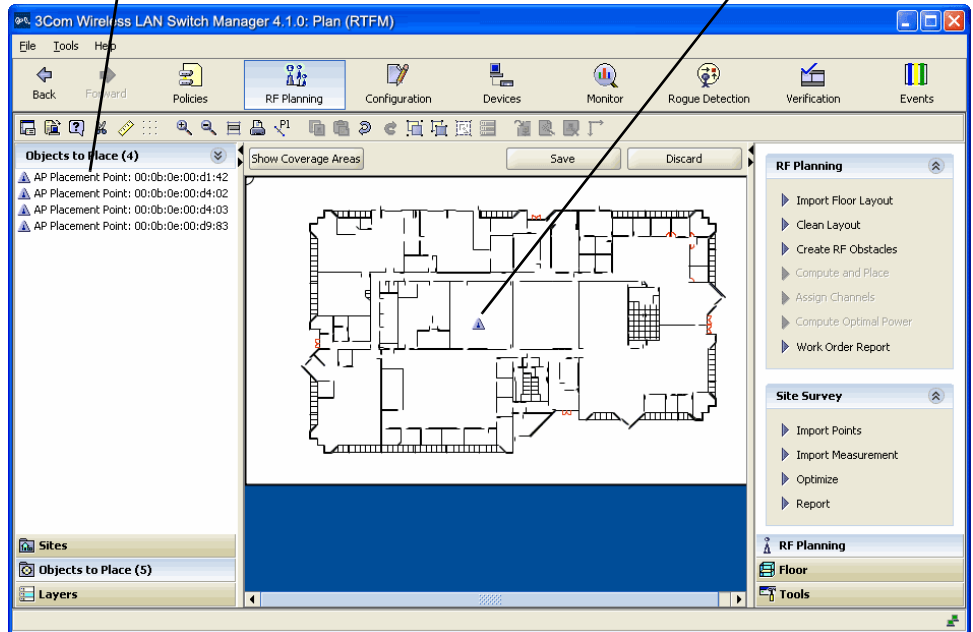 3Com Wireless LAN Switch Manager 4.1.0: Plan (RTFM)
File Tools Help
Back Forward Policies RF Planning Configuration Devices Monitor Rogue Detection Verification Events
P1
Objects to Place (4)
AP Placement Point: 00:0b:0e:00:d1:42
AP Placement Point: 00:0b:0e:00:d4:02
AP Placement Point: 00:0b:0e:00:d4:03
AP Placement Point: 00:0b:0e:00:d9:83
Sites
Objects to Place (5)
Layers
Show Coverage Areas Save Discard
RF Planning
Import Floor Layout
Clean Layout
Create RF Obstacles
Compute and Place
Assign Channels
Compute Optimal Power
Work Order Report
Site Survey
Import Points
Import Measurement
Optimize
Report
RF Planning
Floor
Tools